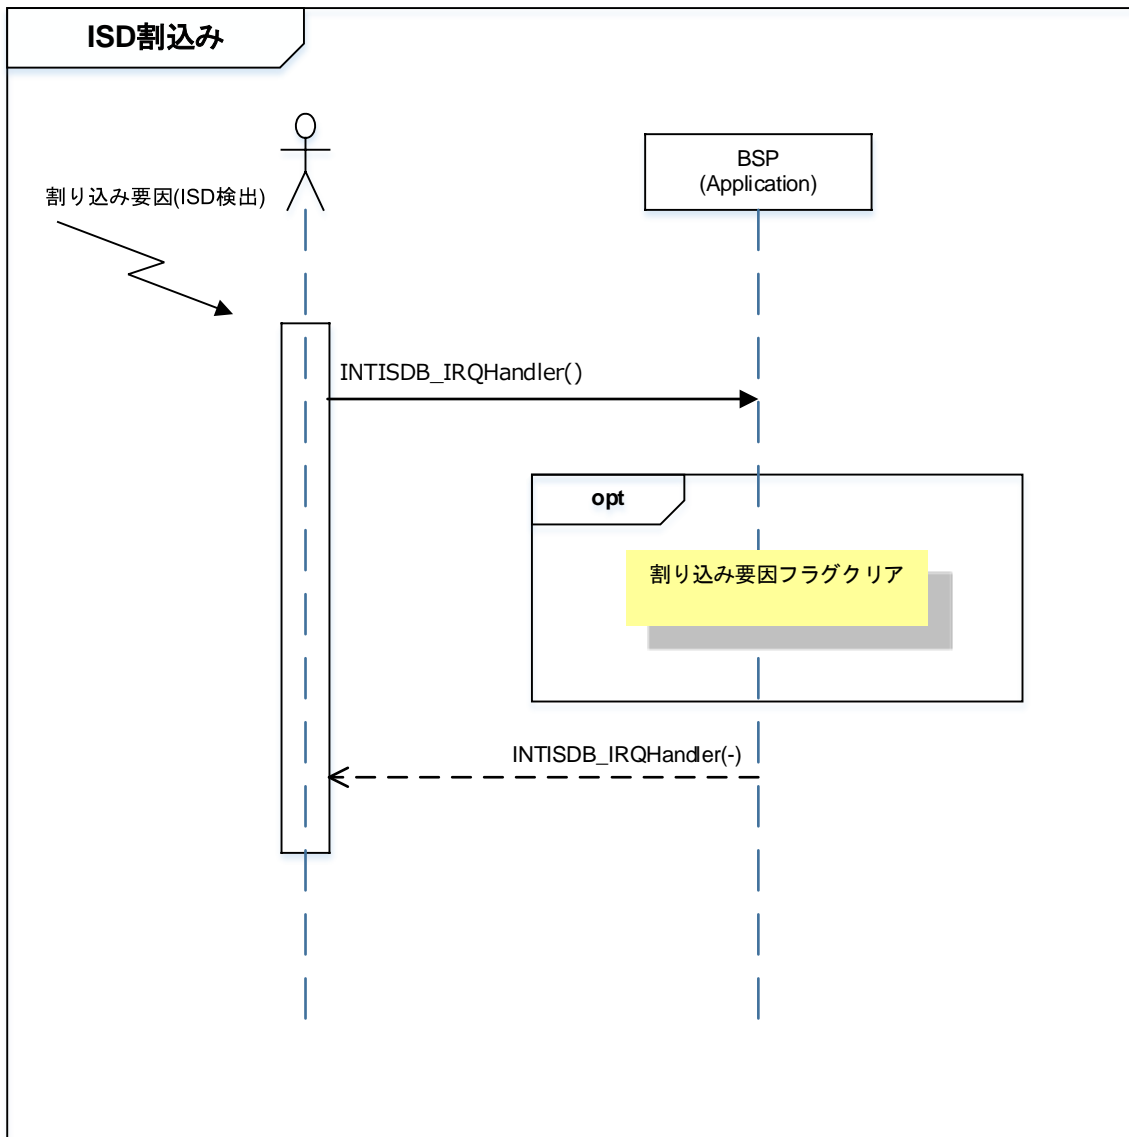 ISD割込み
BSP
(Application)
割り込み要因(ISD検出)
INTISDB_IRQHandler()
opt
割り込み要因フラグクリア
INTISDB_IRQHandler(-)